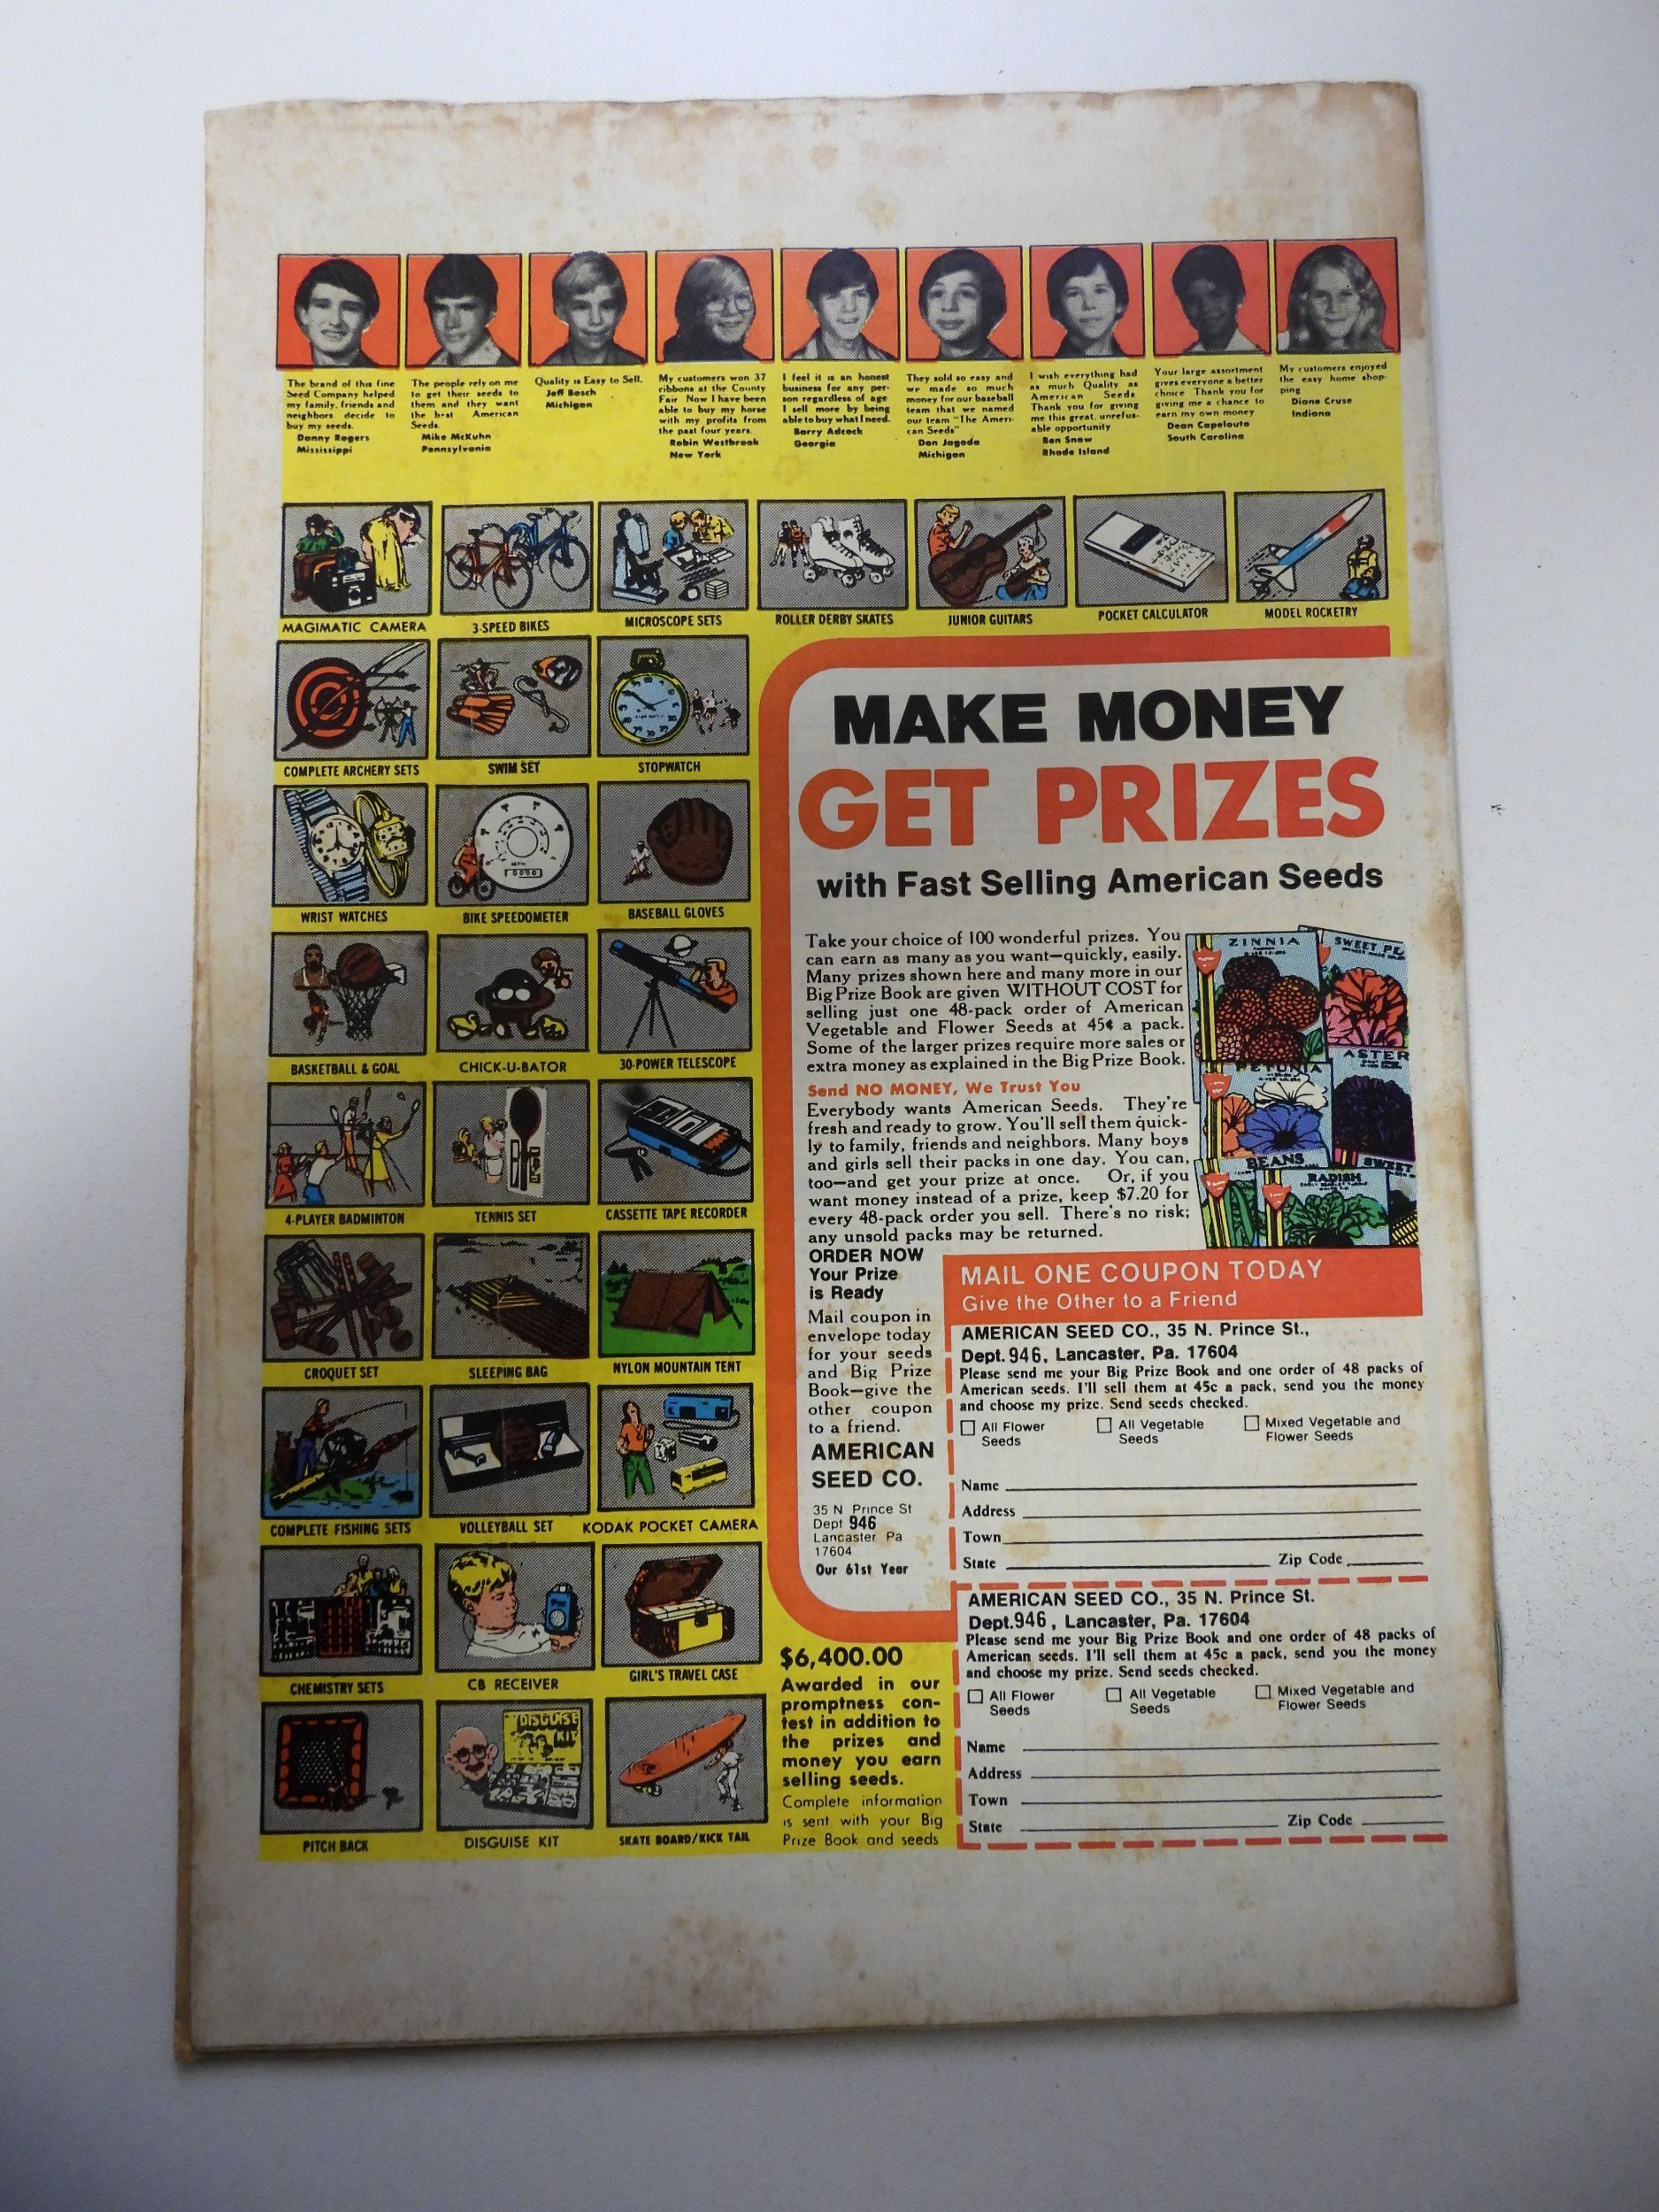 The brand of this fine
Seed Company helped
my family, friends and
neighbors decide to
buy my seeds.
Danny Rogers
Mississippi
The people rely on me
to get their seeds to
them and they want
the best American
Seeds.
Mike McKuhn
Pennsylvania
Quality is Easy to Sell.
Jeff Bosch
Michigan
My customers won 37
ribbons at the County
Fair Now I have been
able to buy my horse
with my profits from
the past four years.
Robin Westbrook
New York
I feel it is an honest
business for any per-
son regardless of age
I sell more by being
able to buy what I need.
Barry Adcock
Georgia
They sold so easy and
we made so much
money for our baseball
team that we named
our team "The Ameri-
can Seeds"
Don Jagoda
Michigan
I wish everything had
as much Quality as
American Seeds
Thank you for giving
me this great, unrefus-
able opportunity
Ben Snow
Rhode Island
Your large assortment
gives everyone a better
choice Thank you for
giving me a chance to
earn my own money
Dean Capelouto
South Carolina
My customers enjoyed
the easy home shop-
ping
Diane Cruse
Indiana
MAGIMATIC CAMERA
3-SPEED BIKES
MICROSCOPE SETS
ROLLER DERBY SKATES
JUNIOR GUITARS
POCKET CALCULATOR
MODEL ROCKETRY
COMPLETE ARCHERY SETS
SWIM SET
STOPWATCH
MPH
WRIST WATCHES
BIKE SPEEDOMETER
BASEBALL GLOVES
BASKETBALL & GOAL
CHICK-U-BATOR
30-POWER TELESCOPE
4-PLAYER BADMINTON
TENNIS SET
CASSETTE TAPE RECORDER
CROQUET SET
SLEEPING BAG
NYLON MOUNTAIN TENT
COMPLETE FISHING SETS
VOLLEYBALL SET
KODAK POCKET CAMERA
CHEMISTRY SETS
CB RECEIVER
GIRL'S TRAVEL CASE
DISGUISE
KIT
PITCH BACK
DISGUISE KIT
SKATE BOARD/KICK TAIL
MAKE MONEY
GET PRIZES
with Fast Selling American Seeds
Take your choice of 100 wonderful prizes. You
can earn as many as you want—quickly, easily.
Many prizes shown here and many more in our
Big Prize Book are given WITHOUT COST for
selling just one 48-pack order of American
Vegetable and Flower Seeds at 45¢ a pack.
Some of the larger prizes require more sales or
extra money as explained in the Big Prize Book.
Send NO MONEY, We Trust You
Everybody wants American Seeds. They're
fresh and ready to grow. You'll sell them quick-
ly to family, friends and neighbors. Many boys
and girls sell their packs in one day. You can,
too—and get your prize at once. Or, if you
want money instead of a prize, keep $7.20 for
every 48-pack order you sell. There's no risk;
any unsold packs may be returned.
ZINNIA
SWEET PE
ASTER
PETUNIA
BEANS
SWEET
RADISH
ORDER NOW
Your Prize
is Ready
Mail coupon in
envelope today
for your seeds
and Big Prize
Book—give the
other coupon
to a friend.
AMERICAN
SEED CO.
35 N Prince St
Dept 946
Lancaster Pa
17604
Our 61st Year
MAIL ONE COUPON TODAY
Give the Other to a Friend
AMERICAN SEED CO., 35 N. Prince St.,
Dept. 946, Lancaster, Pa. 17604
Please send me your Big Prize Book and one order of 48 packs of
American seeds. I'll sell them at 45c a pack, send you the money
and choose my prize. Send seeds checked.
All Flower
Seeds
All Vegetable
Seeds
Mixed Vegetable and
Flower Seeds
Name
Address
Town
State Zip Code
AMERICAN SEED CO., 35 N. Prince St.
Dept. 946, Lancaster, Pa. 17604
Please send me your Big Prize Book and one order of 48 packs of
American seeds. I'll sell them at 45c a pack, send you the money
and choose my prize. Send seeds checked.
All Flower
Seeds
All Vegetable
Seeds
Mixed Vegetable and
Flower Seeds
Name
Address
Town
State Zip Code
$6,400.00
Awarded in our
promptness con-
test in addition to
the prizes and
money you earn
selling seeds.
Complete information
is sent with your Big
Prize Book and seeds